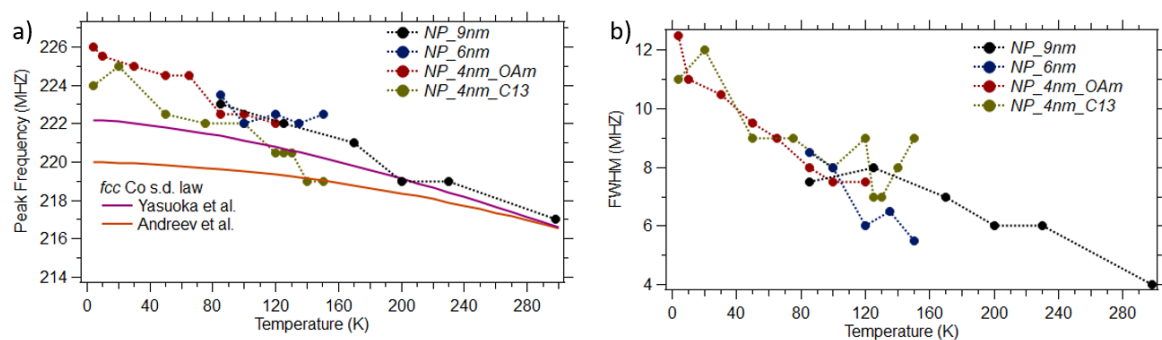 a)
226
224
222
220
218
216
214
Peak Frequency (MHZ)
NP_9nm
NP_6nm
NP_4nm_OAm
NP_4nm_C13
fcc Co s.d. law
Yasuoka et al.
Andreev et al.
0 40 80 120 160 200 240 280
Temperature (K)
b)
12
10
8
6
4
FWHM (MHZ)
NP_9nm
NP_6nm
NP_4nm_OAm
NP_4nm_C13
0 40 80 120 160 200 240 280
Temperature (K)